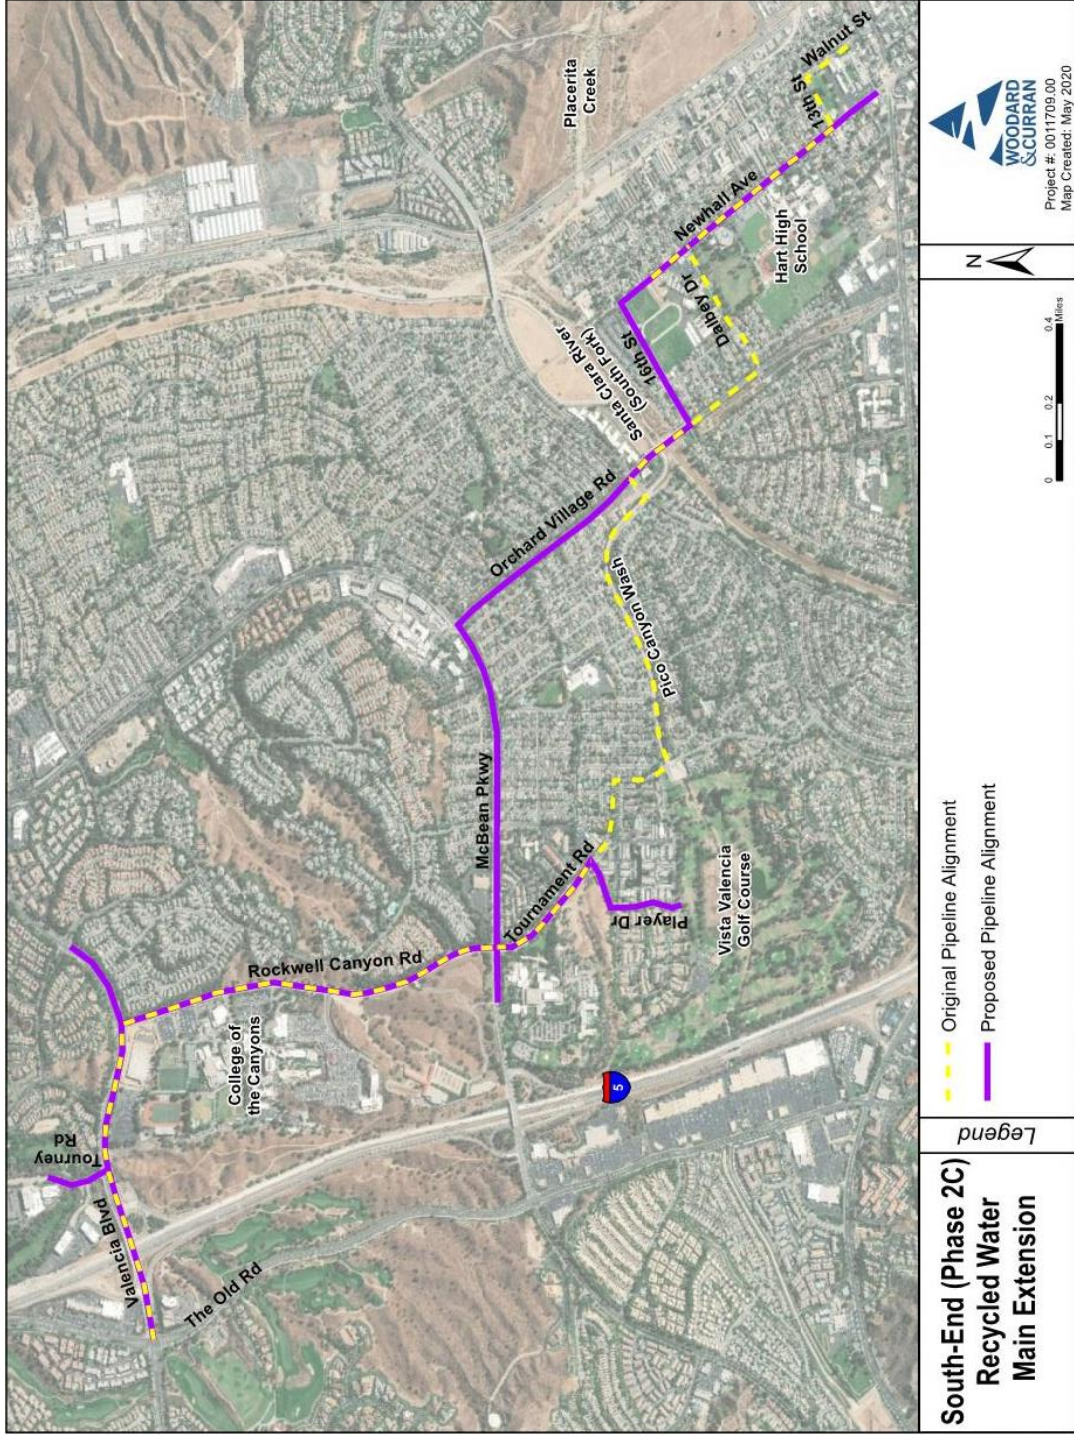 Valencia Blvd
Tourney
Rd
The Old Rd
College of
the Canyons
Rockwell Canyon Rd
McBean Pkwy
Tournament Rd
Player Dr
Vista Valencia
Golf Course
5
Orchard Village Rd
Pico Canyon Wash
Santa Clara River
(South Fork)
16th St
Dalbey Dr
Placerita
Creek
Newhall Ave
Hart High
School
13th St
Walnut St
South-End (Phase 2C)
Recycled Water
Main Extension
Legend
Original Pipeline Alignment
Proposed Pipeline Alignment
0 0.1 0.2 0.4
Miles
N
WOODARD
&CURRAN
Project #: 0011709.00
Map Created: May 2020